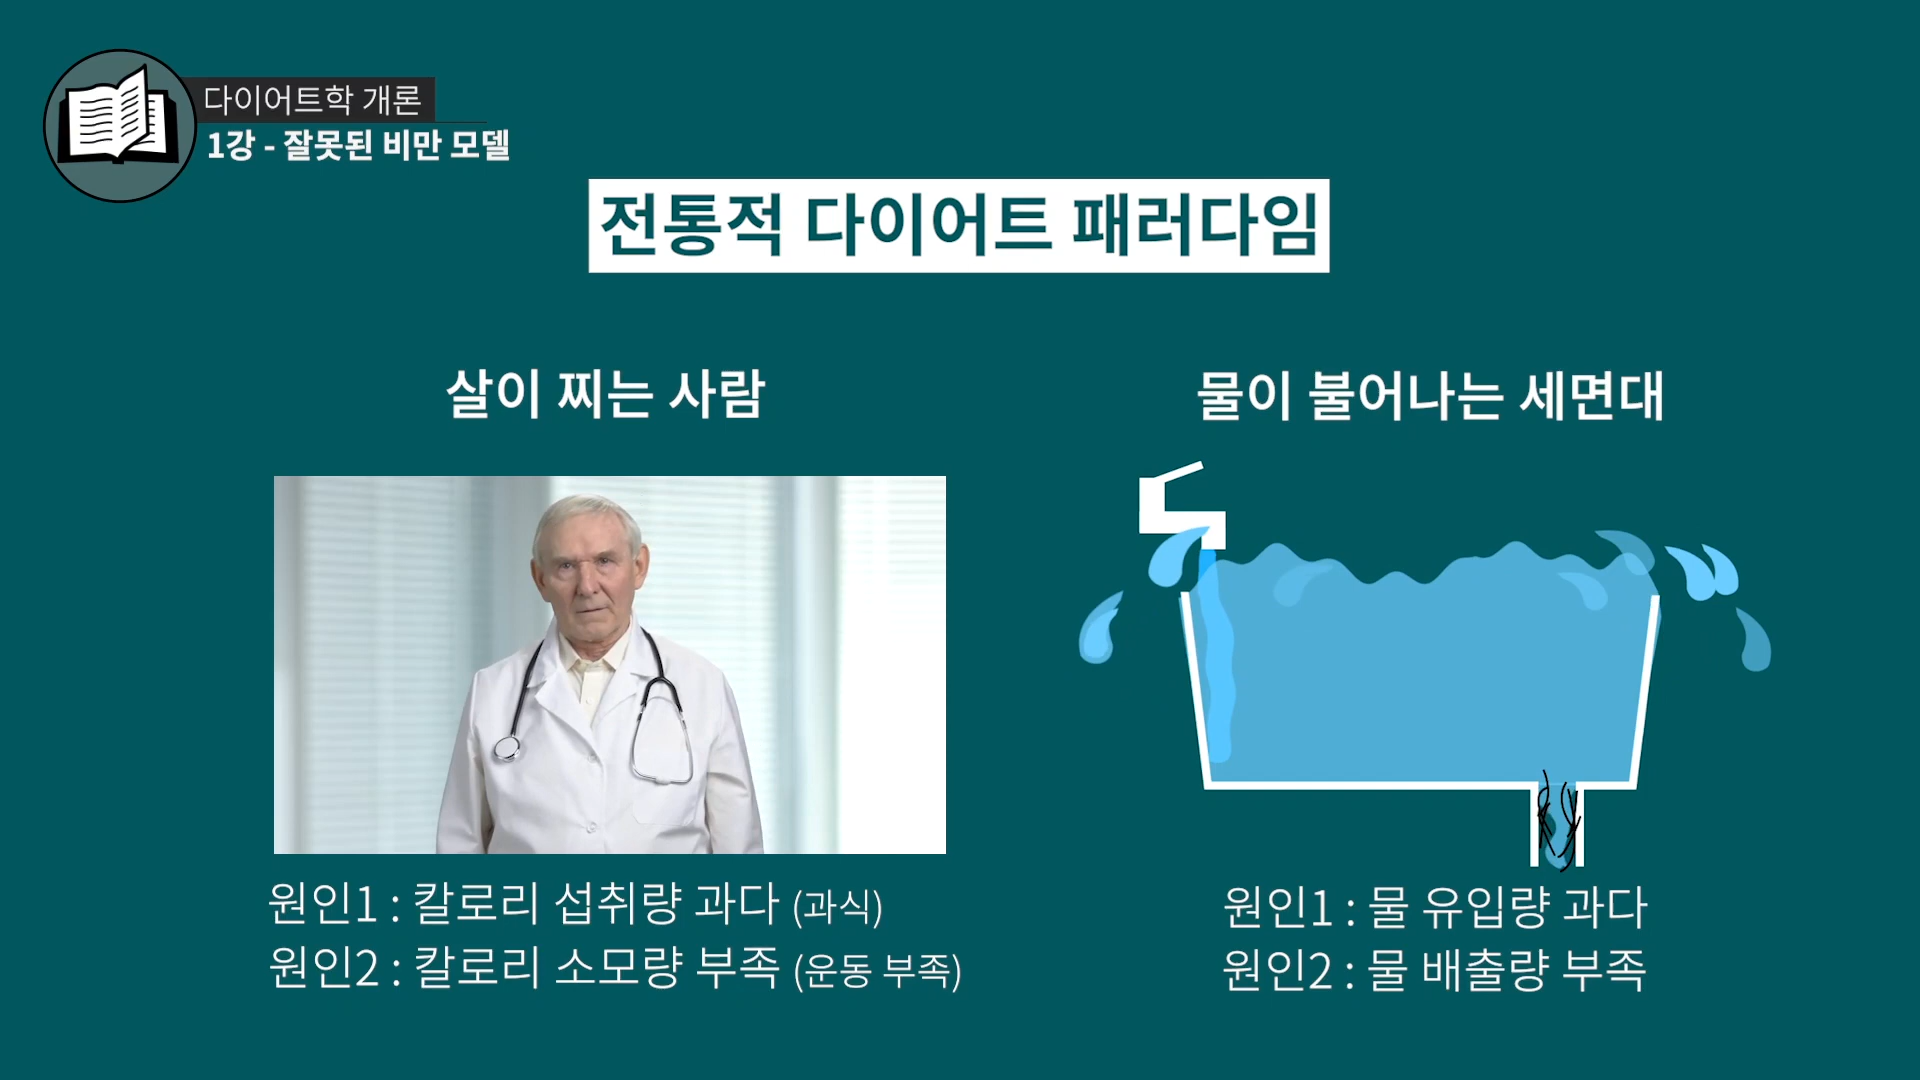 다이어트학 개론
1강 - 잘못된 비만 모델
전통적 다이어트 패러다임
살이 찌는 사람
물이 불어나는 세면대
원인1 : 칼로리 섭취량 과다 (과식)
원인2 : 칼로리 소모량 부족 (운동 부족)
원인1 : 물 유입량 과다
원인2 : 물 배출량 부족